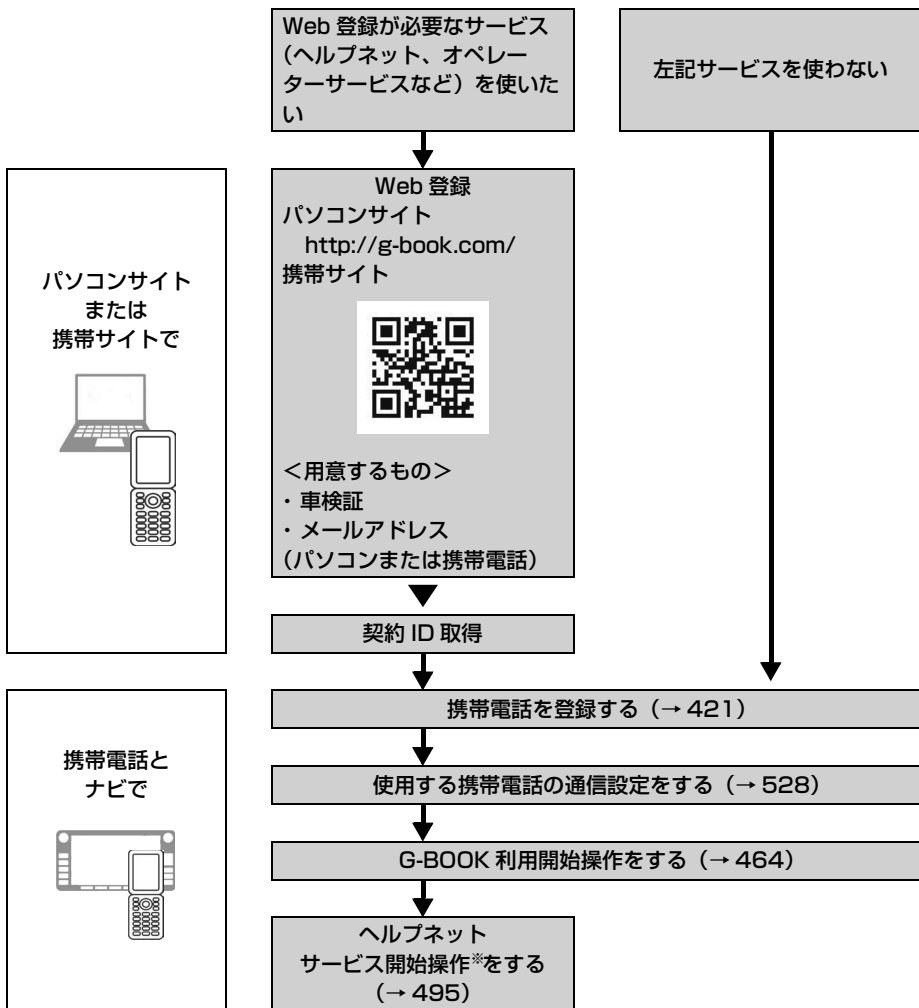 Web 登録が必要なサービス
(ヘルプネット、オペレー
ターサービスなど)を使いた
い
左記サービスを使わない
パソコンサイト
または
携帯サイトで
Web 登録
パソコンサイト
http://g-book.com/
携帯サイト
<用意するもの>
・車検証
・メールアドレス
(パソコンまたは携帯電話)
契約 ID 取得
携帯電話と
ナビで
携帯電話を登録する(→ 421)
使用する携帯電話の通信設定をする(→ 528)
G-BOOK 利用開始操作をする(→ 464)
ヘルプネット
サービス開始操作※をする
(→ 495)